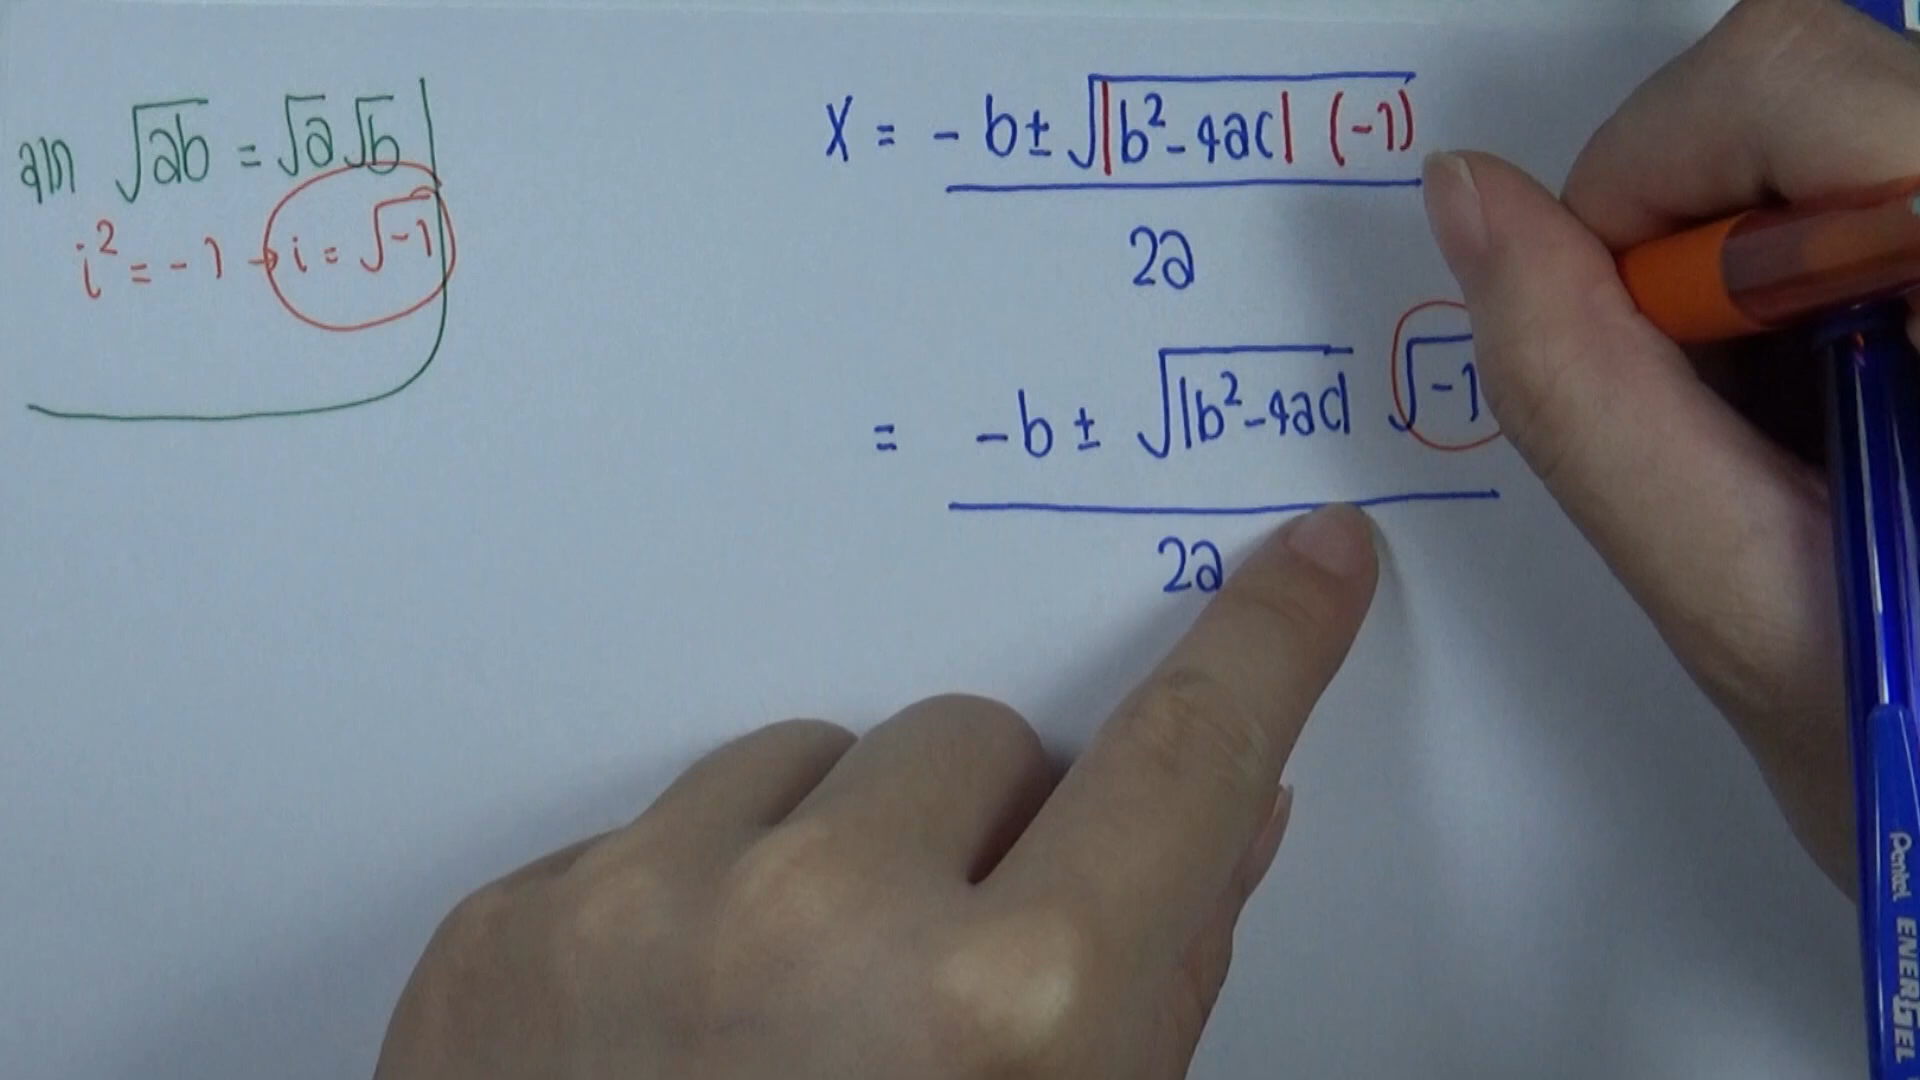 จาก √ab = √a√b
i² = -1 → i = √-1
x = -b ± √|b²-4ac| (-1)
2a
= -b ± √|b²-4ac| √-1
2a
Pentel ENERGEL